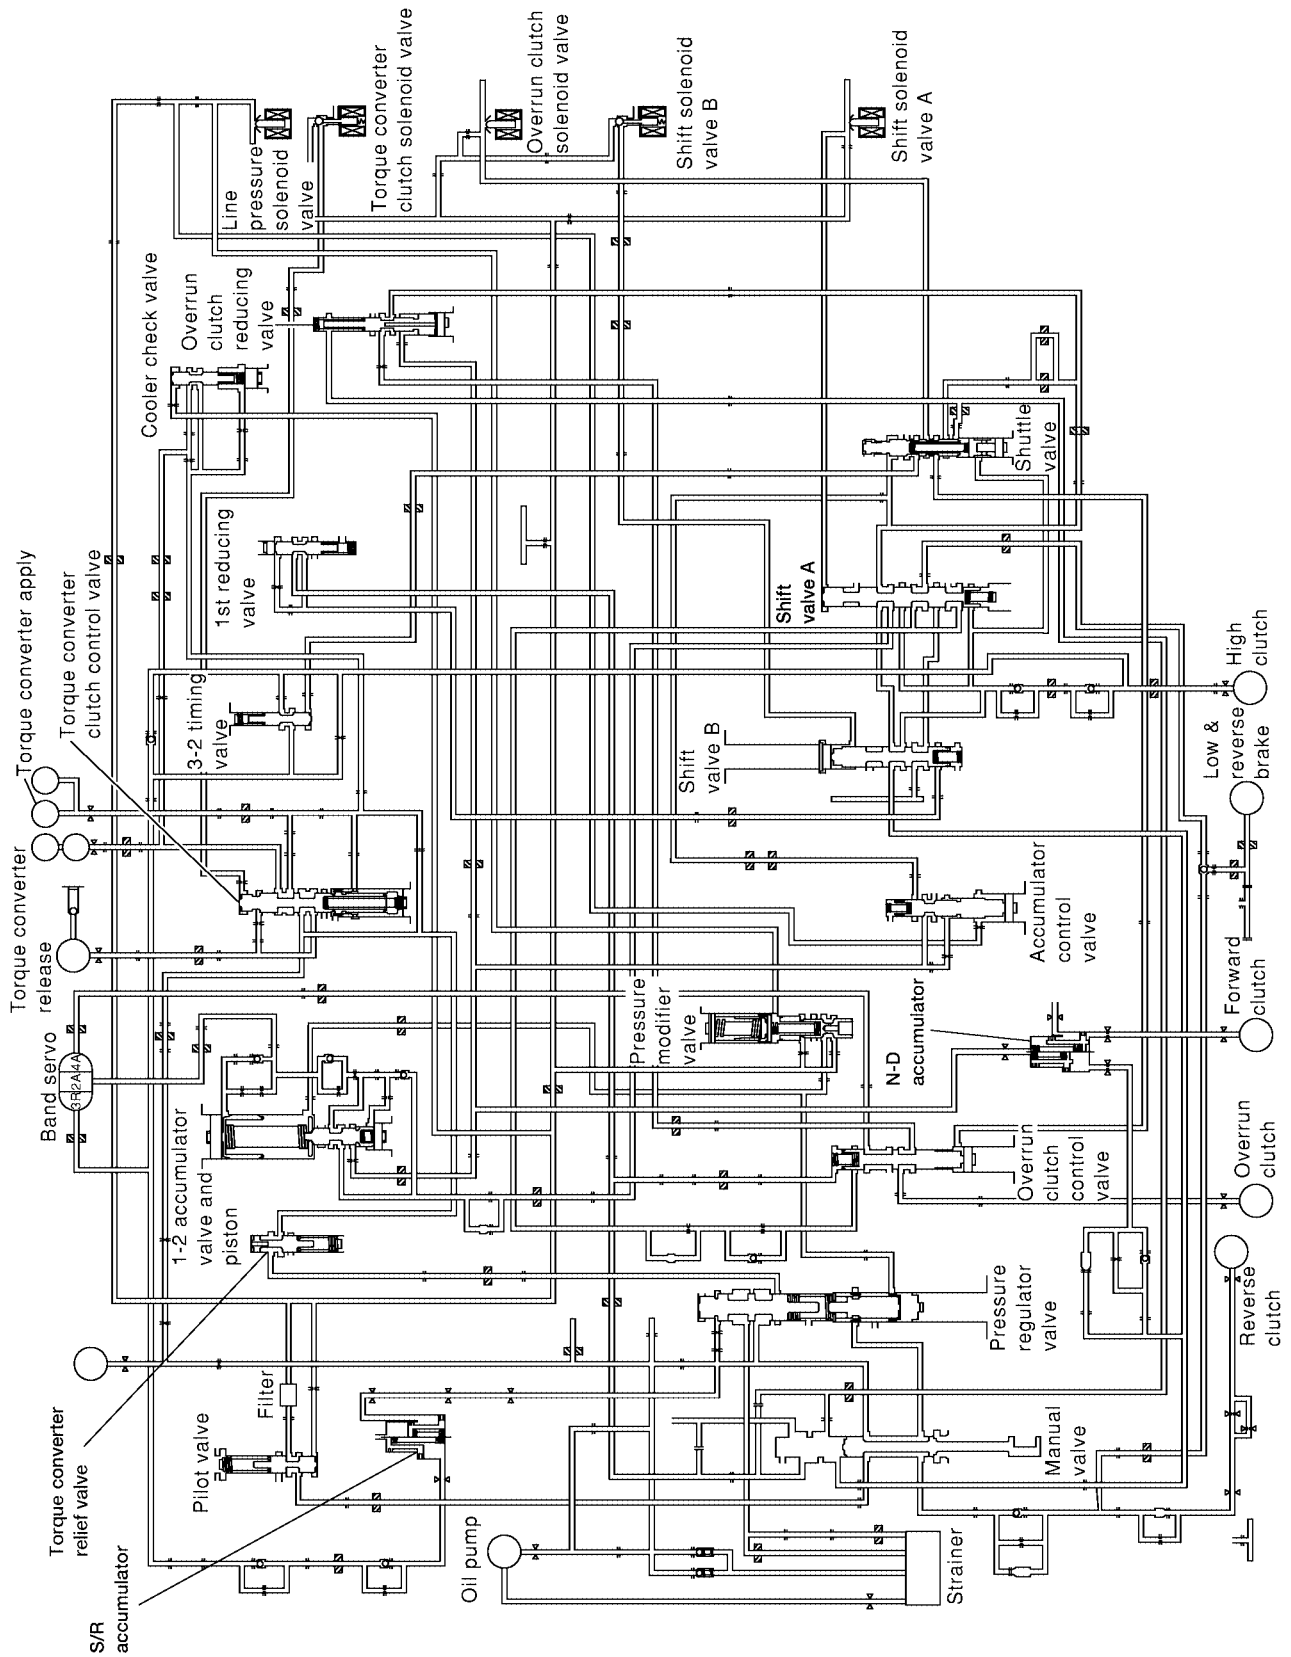 Line
pressure
solenoid
valve
Torque converter
clutch solenoid valve
Overrun clutch
solenoid valve
Shift solenoid
valve B
Shift solenoid
valve A
Cooler check valve
Overrun
clutch
reducing
valve
Shuttle
valve
Torque converter apply
Torque converter
clutch control valve
1st reducing
valve
Shift
valve A
High
clutch
3-2 timing
valve
Shift
valve B
Low &
reverse
brake
Torque converter
release
Accumulator
control
valve
Band servo
3R2A4A
Pressure
modifier
valve
N-D
accumulator
Forward
clutch
1-2 accumulator
valve and
piston
Overrun
clutch
control
valve
Overrun
clutch
Pressure
regulator
valve
Reverse
clutch
Torque converter
relief valve
Pilot valve
Filter
Manual
valve
S/R
accumulator
Oil pump
Strainer